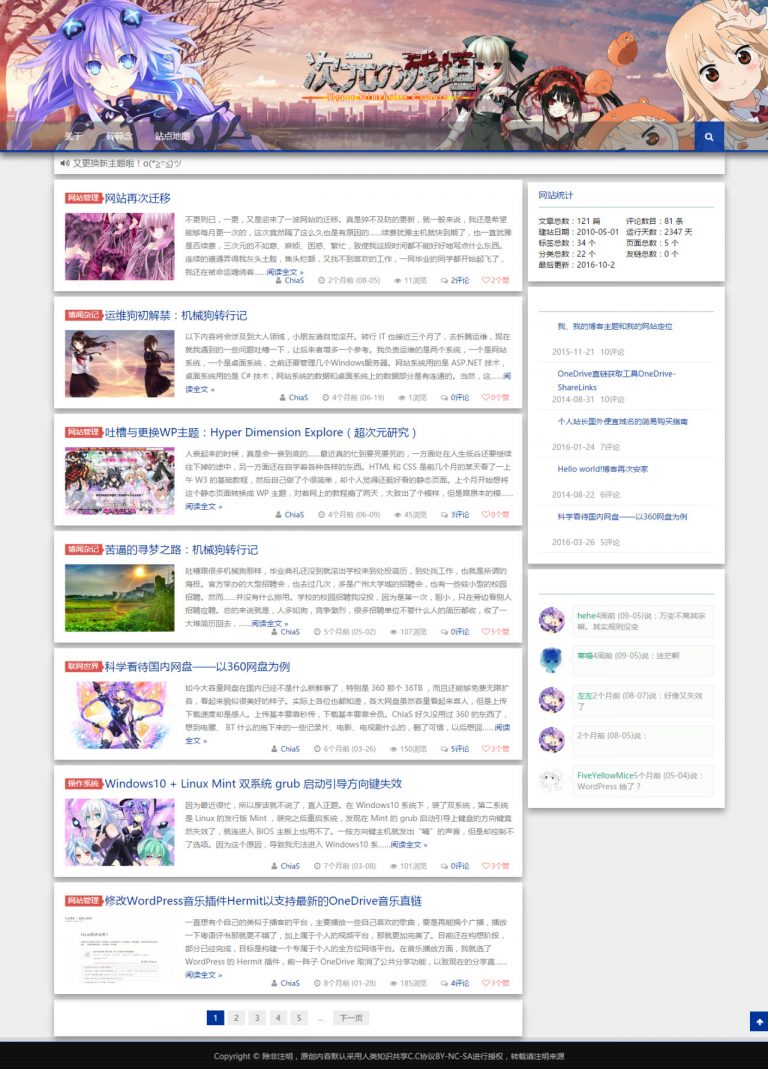 次元の残垣
关于
碎碎念
站点地图
又更换新主题啦！o(*≧▽≦)ツ
网站管理 网站再次迁移
不更则已，一更，又是迎来了一波网站的迁移。真是猝不及防的更新，就一般来说，我还是希望
能够每月更一次的，这次竟然隔了这么久也是有原因的……续费犹豫主机就快到期了，也一直犹豫
是否续费，三次元的不如意、麻烦、困惑、繁忙，致使我这段时间都不能好好地写点什么东西。
连续的遭遇弄得我灰头土脸，焦头烂额，又找不到喜欢的工作，一同毕业的同学都开始起飞了，
我还在被命运缠绕着……阅读全文 »
ChiaS 2个月前 (08-05) 11浏览 2评论 2个赞
博闻杂记 运维狗初解禁：机械狗转行记
以下内容将会涉及到大人领域，小朋友请自觉滚开。转行 IT 也接近三个月了，去折腾运维，现在
就我遇到的一些问题吐槽一下，让后来者增多一个参考。我负责运维的是两个系统，一个是网站
系统，一个是桌面系统，之前还要管理几个Windows服务器。网站系统用的是 ASP.NET 技术，
桌面系统用的是 C# 技术，网站系统的数据和桌面系统上的数据部分是有连通的。当然，这……阅
读全文 »
ChiaS 4个月前 (06-19) 1浏览 0评论 0个赞
网站管理 吐槽与更换WP主题：Hyper Dimension Explore（超次元研究）
人衰起来的时候，真是会一衰到底的……最近真的忙到要死要死的，一方面处在人生低谷还要继续
往下掉的途中，另一方面还在自学着各种各样的东西。HTML 和 CSS 是前几个月的某天看了一上
午 W3 的基础教程，然后自己做了个很简单，却个人觉得还挺好看的静态页面。上个月开始想将
这个静态页面转换成 WP 主题，对着网上的教程磨了两天，大致出了个模样，但是跟原本的模……
阅读全文 »
ChiaS 4个月前 (06-09) 45浏览 3评论 0个赞
博闻杂记 苦逼的寻梦之路：机械狗转行记
吐槽跟很多机械狗那样，毕业典礼还没到就滚出学校来到处投简历，到处找工作，也就是所谓的
海投。官方举办的大型招聘会，也去过几次，多是广州大学城的招聘会，也有一些较小型的校园
招聘。然而……并没有什么卵用。学校的校园招聘我没投，因为是第一次，胆小，只在旁边看别人
招聘应聘。总的来说就是，人多如狗，竞争激烈，很多招聘单位不管什么人的简历都收，收了一
大堆简历回去，……阅读全文 »
ChiaS 5个月前 (05-02) 107浏览 0评论 5个赞
联网世界 科学看待国内网盘——以360网盘为例
如今大容量网盘在国内已经不是什么新鲜事了，特别是 360 那个 36TB ，而且还能够免费无限扩
容，看起来貌似很美好的样子。实际上各位也都知道，各大网盘虽然容量看起来喜人，但是上传
下载速度却是感人。上传基本要靠秒传，下载基本要靠会员。ChiaS 好久没用过 360 的东西了，
想到电骡、 BT 什么的拖下来的一些记录片、电影、电视剧什么的，删了可惜，以后想回……阅读
全文 »
ChiaS 6个月前 (03-26) 150浏览 5评论 3个赞
操作系统 Windows10 + Linux Mint 双系统 grub 启动引导方向键失效
因为最近很忙，所以废话就不说了，直入正题。在 Windows10 系统下，装了双系统，第二系统
是 Linux 的发行版 Mint ，装完之后重启系统，发现在 Mint 的 grub 启动引导上键盘的方向键竟
然失效了，就连进入 BIOS 主板上也用不了。一按方向键主机就发出“嘀”的声音，但是却控制不
了选项。因为这个原因，导致我无法进入 Windows10 系……阅读全文 »
ChiaS 7个月前 (03-08) 101浏览 0评论 3个赞
网站管理 修改WordPress音乐插件Hermit以支持最新的OneDrive音乐直链
一直想有个自己的类似于播客的平台，主要播放一些自己喜欢的歌曲，要是再能搞个广播，播放
一下粤语评书那就更不错了，加上属于个人的视频平台，那就更加完美了。目前还在构想阶段，
部分已经完成，目标是构建一个专属于个人的全方位网络平台。在音乐播放方面，我就选了
WordPress 的 Hermit 插件，前一阵子 OneDrive 取消了公共分享功能，以致现在的分享直……
阅读全文 »
ChiaS 8个月前 (01-28) 185浏览 4评论 3个赞
1 2 3 4 5 ... 下一页
网站统计
文章总数：121 篇 评论数目：81 条
建站日期：2010-05-01 运行天数：2347 天
标签总数：34 个 页面总数：5 个
分类总数：22 个 友链总数：0 个
最后更新：2016-10-2
我、我的博客主题和我的网站定位
2015-11-21 10评论
OneDrive直链获取工具OneDrive-
ShareLinks
2014-08-31 10评论
个人站长国外便宜域名的简易购买指南
2016-01-24 7评论
Hello world!博客再次安家
2014-08-22 6评论
科学看待国内网盘——以360网盘为例
2016-03-26 5评论
hehe4周前 (09-05)说：万变不离其宗
嘛。其实规则没变
寒喵4周前 (09-05)说：迷茫啊
左左2个月前 (08-07)说：好像又失效
了
2个月前 (08-05)说：
FiveYellowMice5个月前 (05-04)说：
WordPress 抽了？
Copyright © 除非注明，原创内容默认采用人类知识共享C.C协议BY-NC-SA进行授权，转载请注明来源